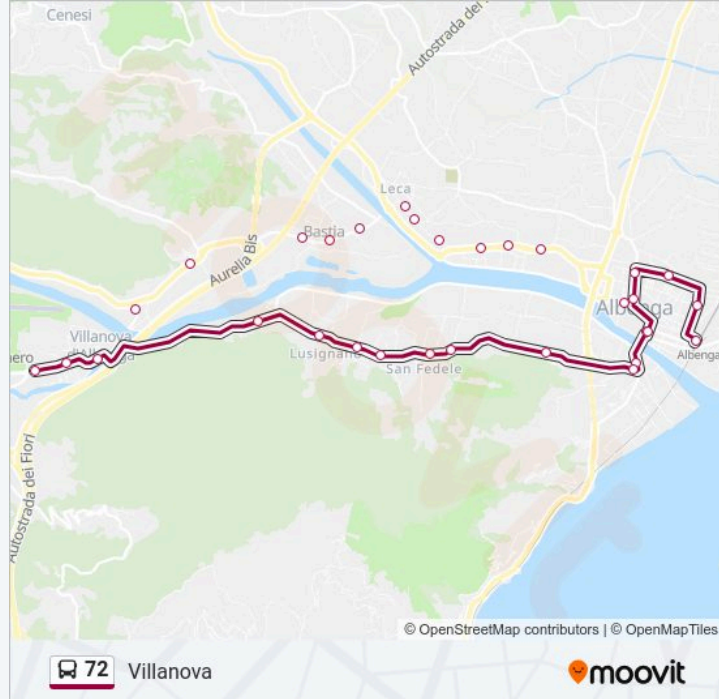 Cenesi
Autostrada dei
Leca
Bastia
Aurelia Bis
Albenga
Villanova
Lusignano
San Fedele
Albenga
Autostrada dei Fiori
© OpenStreetMap contributors | © OpenMapTiles
72 Villanova
moovit